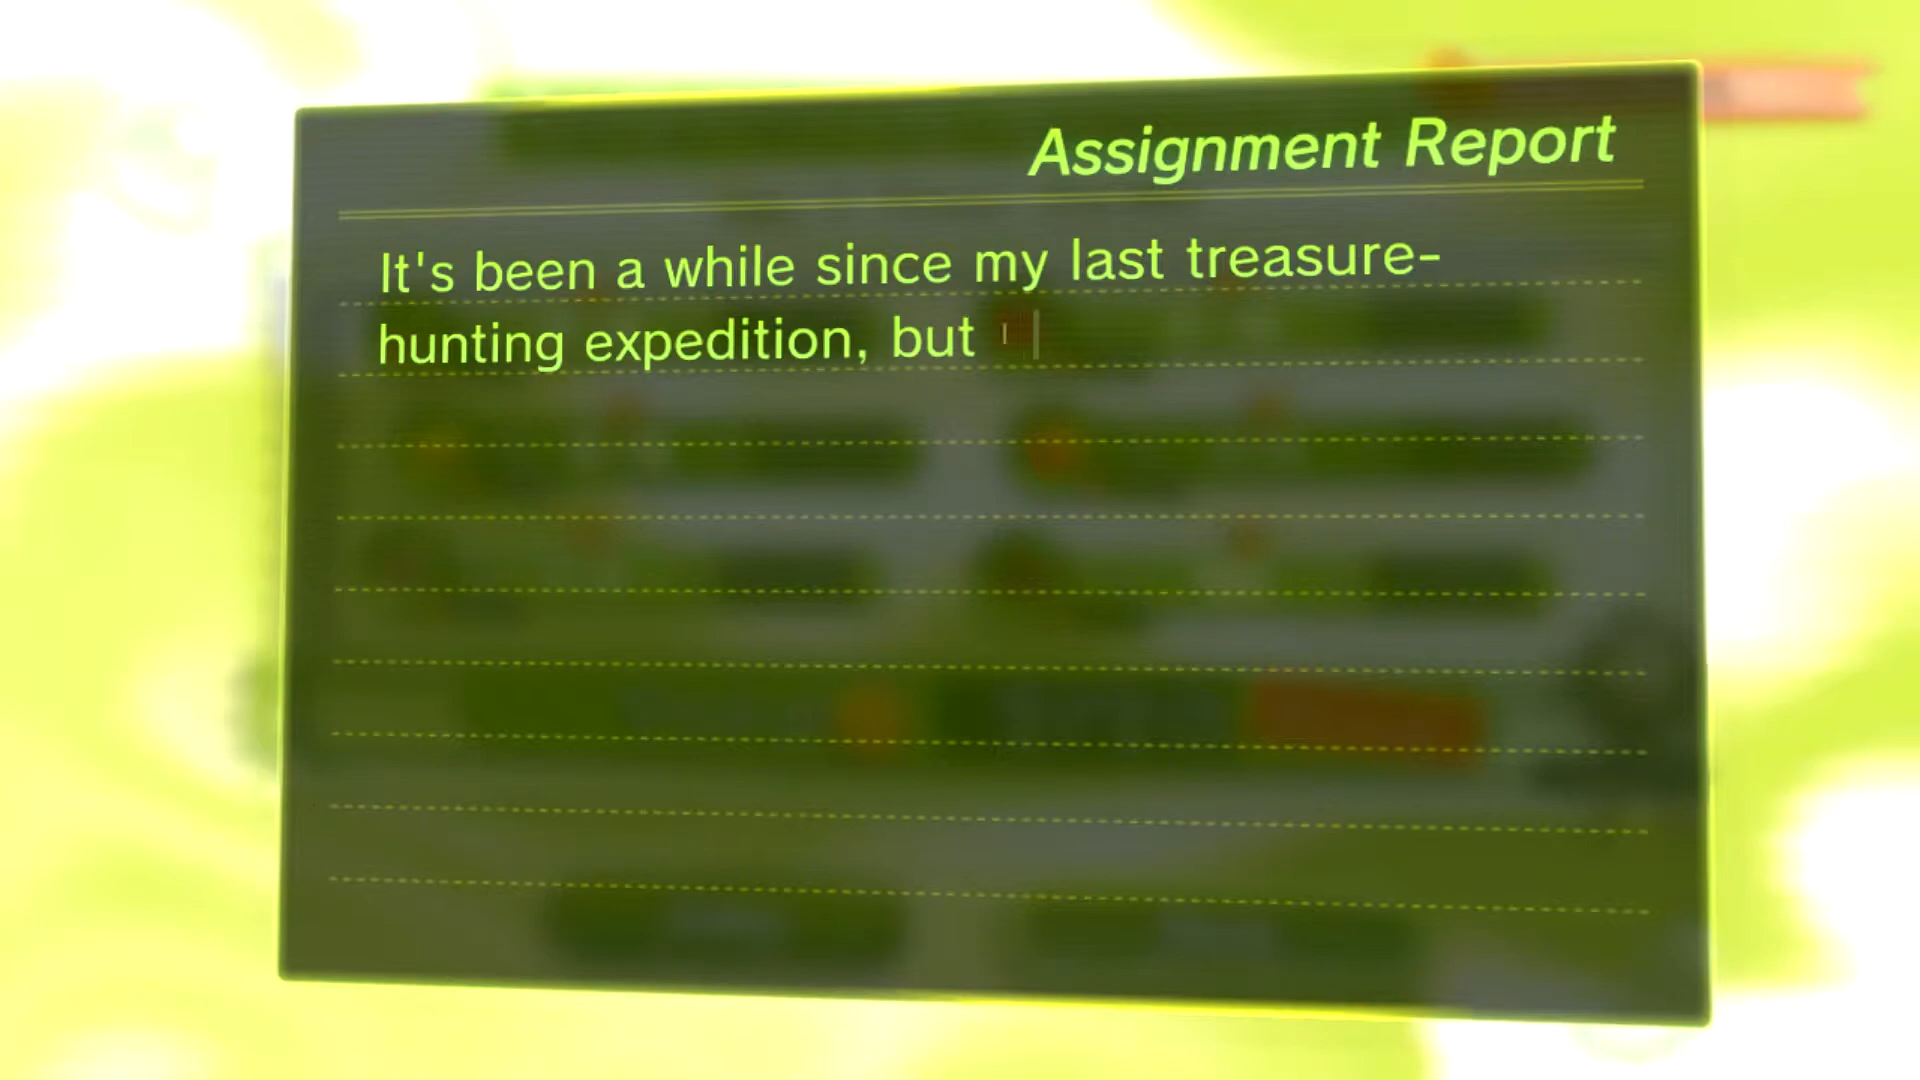 Assignment Report
It's been a while since my last treasure-
hunting expedition, but